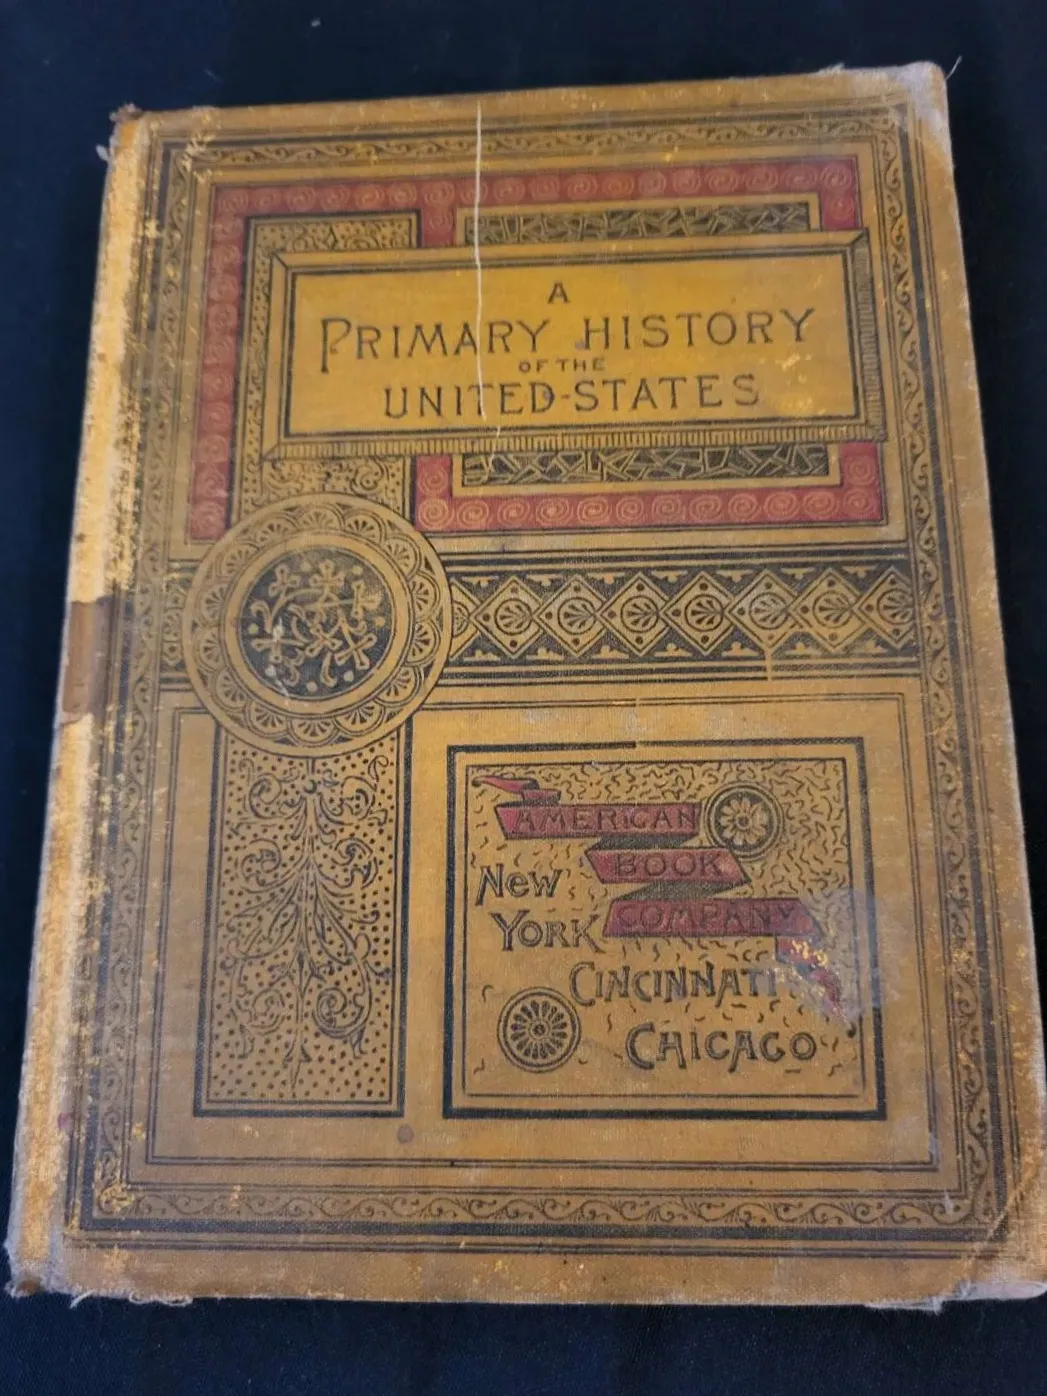 A
PRIMARY HISTORY
OF THE
UNITED-STATES
AMERICAN
BOOK
COMPANY
NEW
YORK
CINCINNATI
CHICAGO